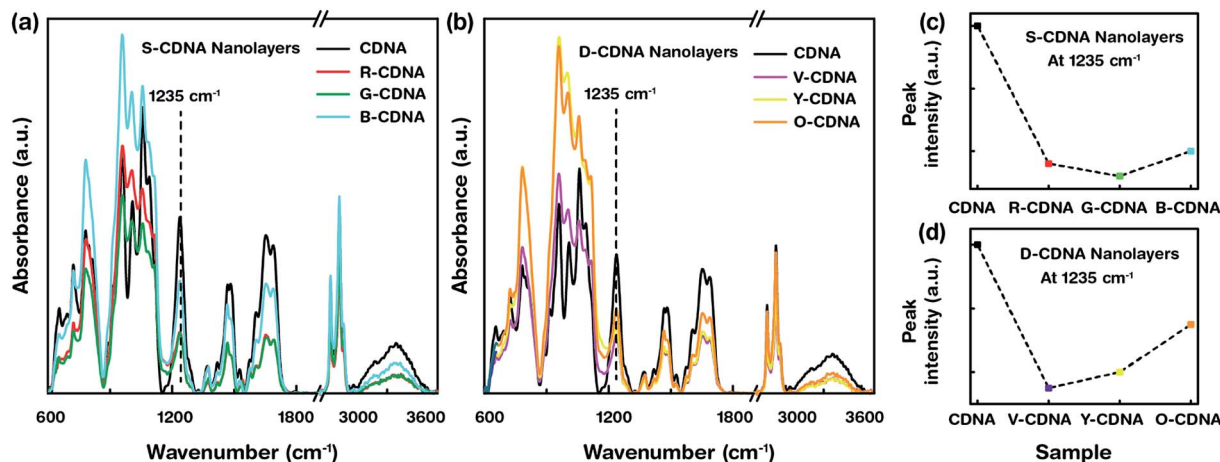 (a)
S-CDNA Nanolayers
CDNA
R-CDNA
G-CDNA
B-CDNA
1235 cm⁻¹
Absorbance (a.u.)
600
1200
1800
3000
3600
Wavenumber (cm⁻¹)
(b)
D-CDNA Nanolayers
CDNA
V-CDNA
Y-CDNA
O-CDNA
1235 cm⁻¹
Absorbance (a.u.)
600
1200
1800
3000
3600
Wavenumber (cm⁻¹)
(c)
S-CDNA Nanolayers
At 1235 cm⁻¹
Peak
intensity (a.u.)
CDNA R-CDNA G-CDNA B-CDNA
(d)
D-CDNA Nanolayers
At 1235 cm⁻¹
Peak
intensity (a.u.)
CDNA V-CDNA Y-CDNA O-CDNA
Sample